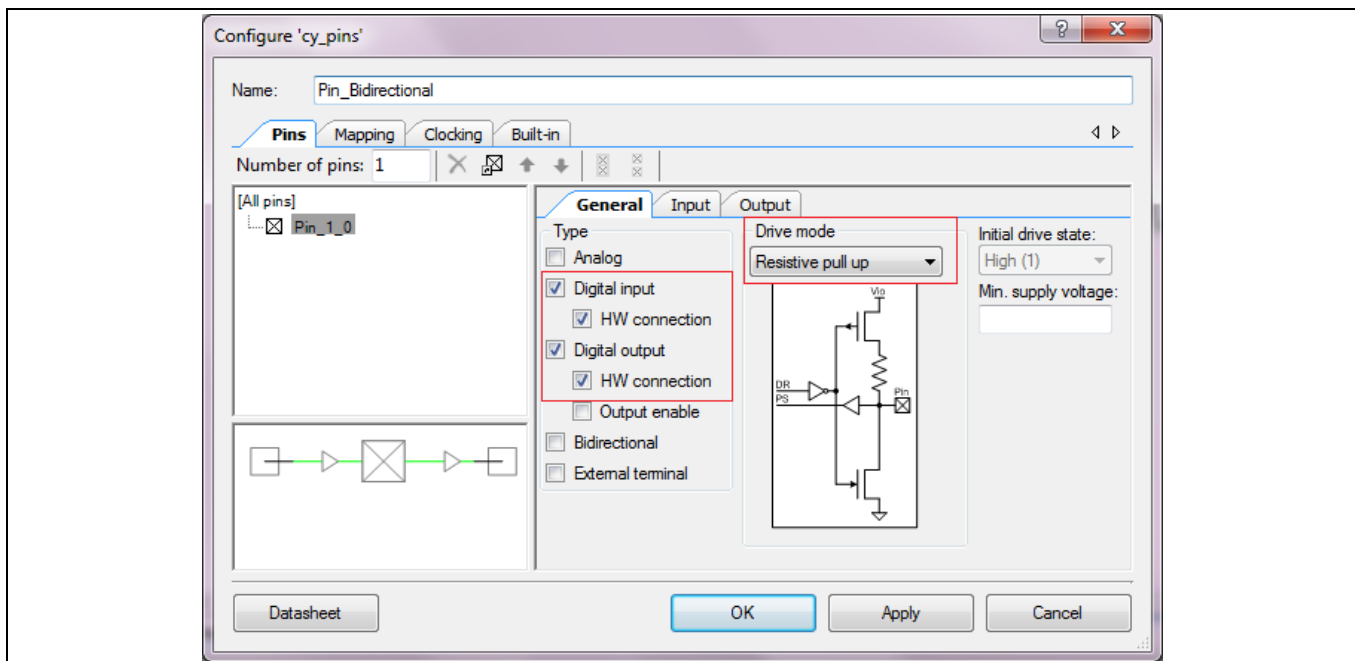 Configure 'cy_pins'
Name: Pin_Bidirectional
Pins Mapping Clocking Built-in
Number of pins: 1
[All pins]
Pin_1_0
General Input Output
Type
Analog
Digital input
HW connection
Digital output
HW connection
Output enable
Bidirectional
External terminal
Drive mode
Resistive pull up
Vio
DR
PS
Pin
Initial drive state:
High (1)
Min. supply voltage:
Datasheet OK Apply Cancel